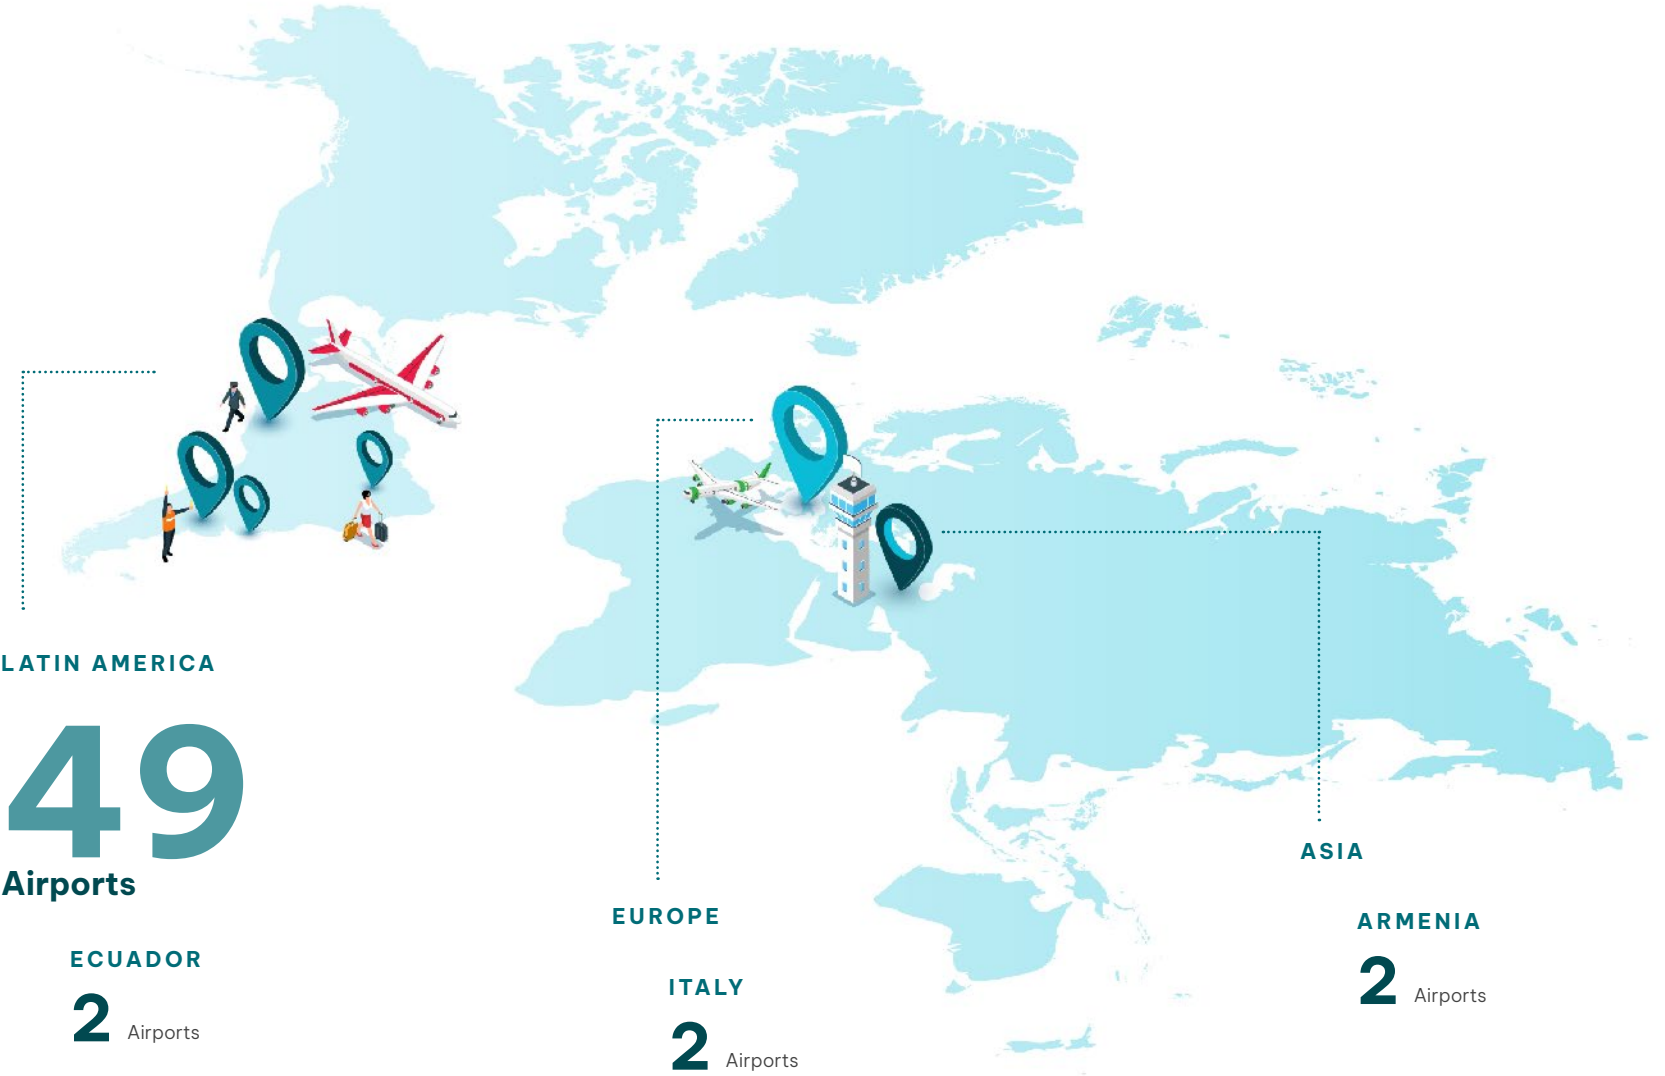 LATIN AMERICA
49
Airports
ECUADOR
2 Airports
EUROPE
ITALY
2 Airports
ASIA
ARMENIA
2 Airports